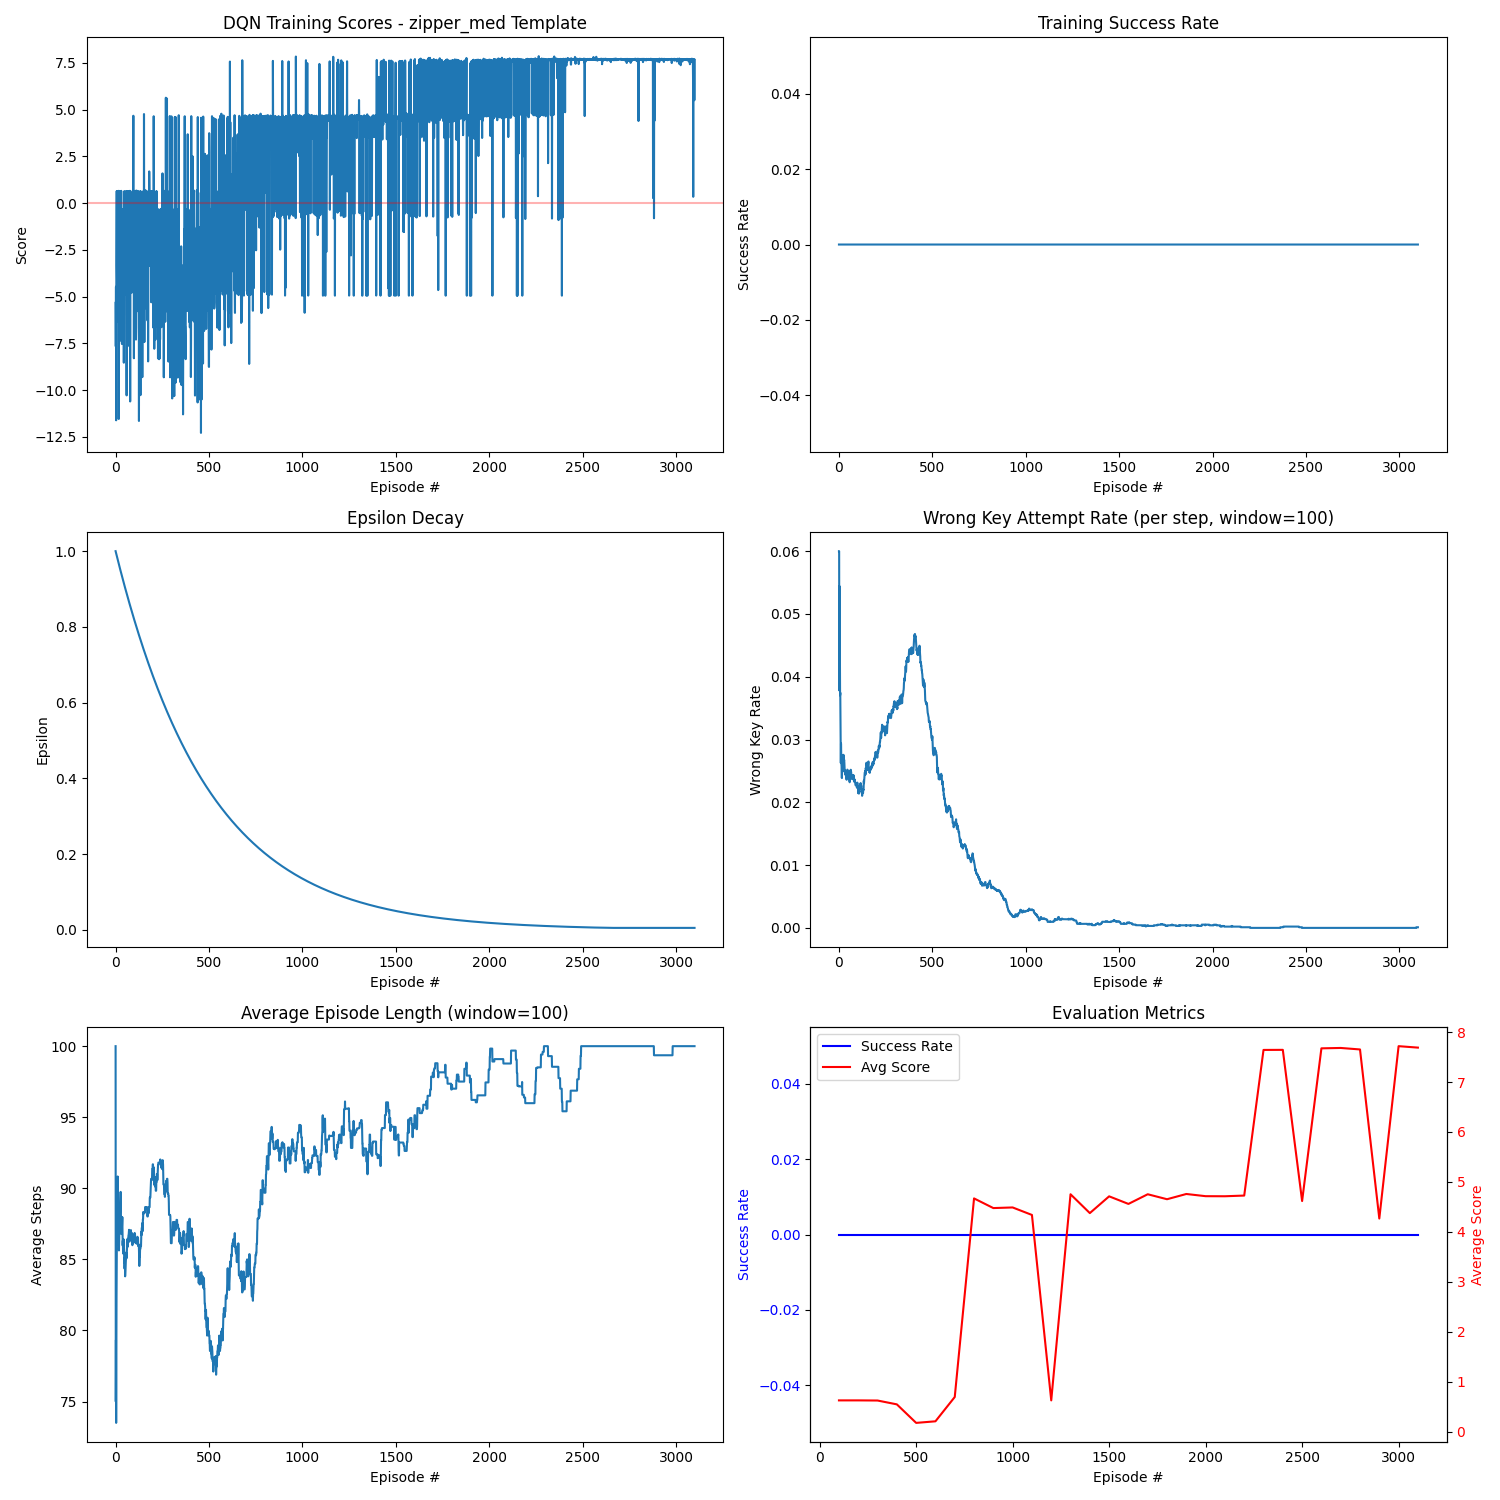 DQN Training Scores - zipper_med Template
Score
7.5
5.0
2.5
0.0
−2.5
−5.0
−7.5
−10.0
−12.5
0 500 1000 1500 2000 2500 3000
Episode #
Training Success Rate
Success Rate
0.04
0.02
0.00
−0.02
−0.04
0 500 1000 1500 2000 2500 3000
Episode #
Epsilon Decay
Epsilon
1.0
0.8
0.6
0.4
0.2
0.0
0 500 1000 1500 2000 2500 3000
Episode #
Wrong Key Attempt Rate (per step, window=100)
Wrong Key Rate
0.06
0.05
0.04
0.03
0.02
0.01
0.00
0 500 1000 1500 2000 2500 3000
Episode #
Average Episode Length (window=100)
Average Steps
100
95
90
85
80
75
0 500 1000 1500 2000 2500 3000
Episode #
Evaluation Metrics
Success Rate
Avg Score
Success Rate
0.04
0.02
0.00
−0.02
−0.04
8
7
6
5
4
3
2
1
0
Average Score
0 500 1000 1500 2000 2500 3000
Episode #